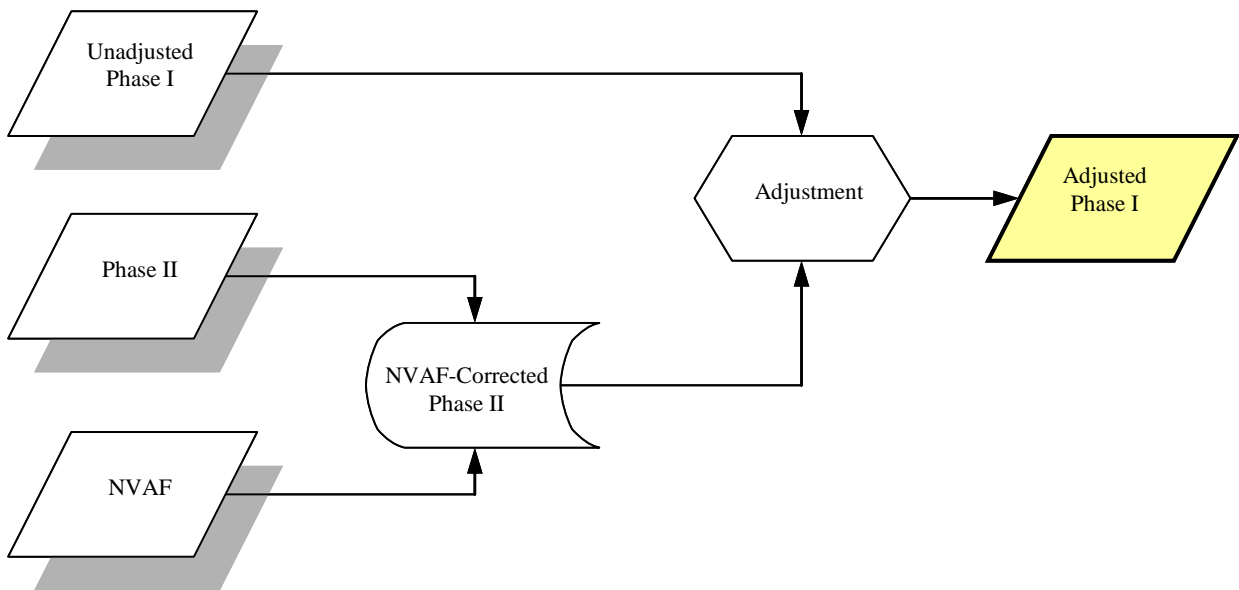 Unadjusted
Phase I
Adjustment
Adjusted
Phase I
Phase II
NVAF-Corrected
Phase II
NVAF